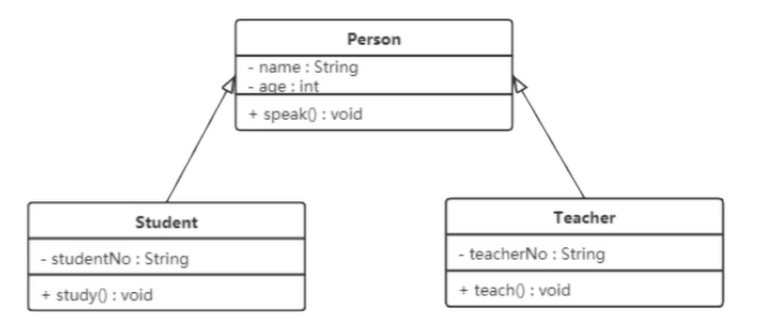 Person
- name : String
- age : int
+ speak() : void
Student
- studentNo : String
+ study() : void
Teacher
- teacherNo : String
+ teach() : void